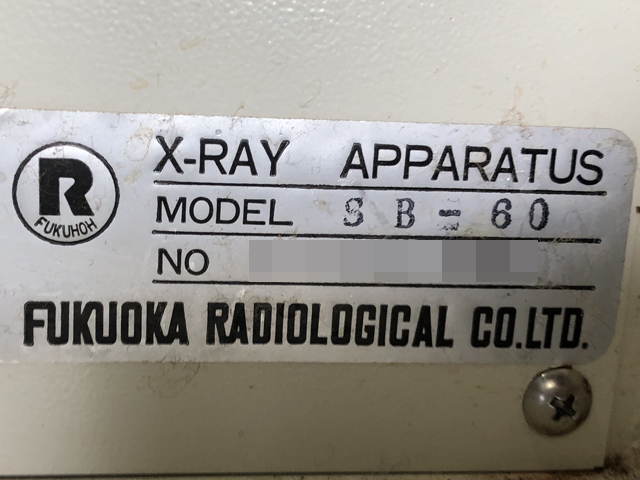 R
FUKUHOH
X-RAY APPARATUS
MODEL SB-60
NO
FUKUOKA RADIOLOGICAL CO.LTD.